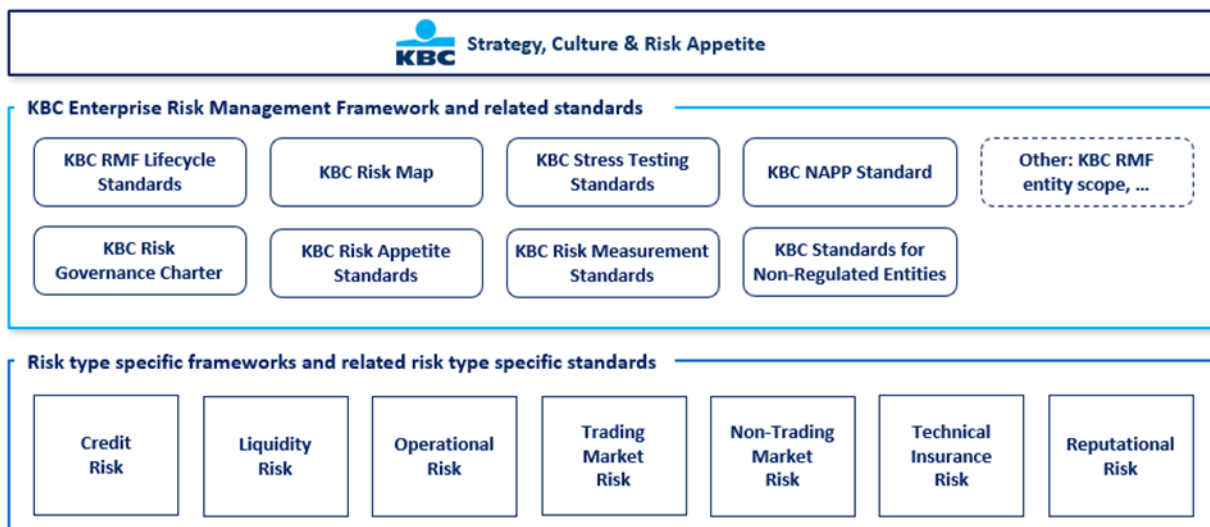 KBC
Strategy, Culture & Risk Appetite
KBC Enterprise Risk Management Framework and related standards
KBC RMF Lifecycle
Standards
KBC Risk Map
KBC Stress Testing
Standards
KBC NAPP Standard
Other: KBC RMF
entity scope, ...
KBC Risk
Governance Charter
KBC Risk Appetite
Standards
KBC Risk Measurement
Standards
KBC Standards for
Non-Regulated Entities
Risk type specific frameworks and related risk type specific standards
Credit
Risk
Liquidity
Risk
Operational
Risk
Trading
Market
Risk
Non-Trading
Market
Risk
Technical
Insurance
Risk
Reputational
Risk